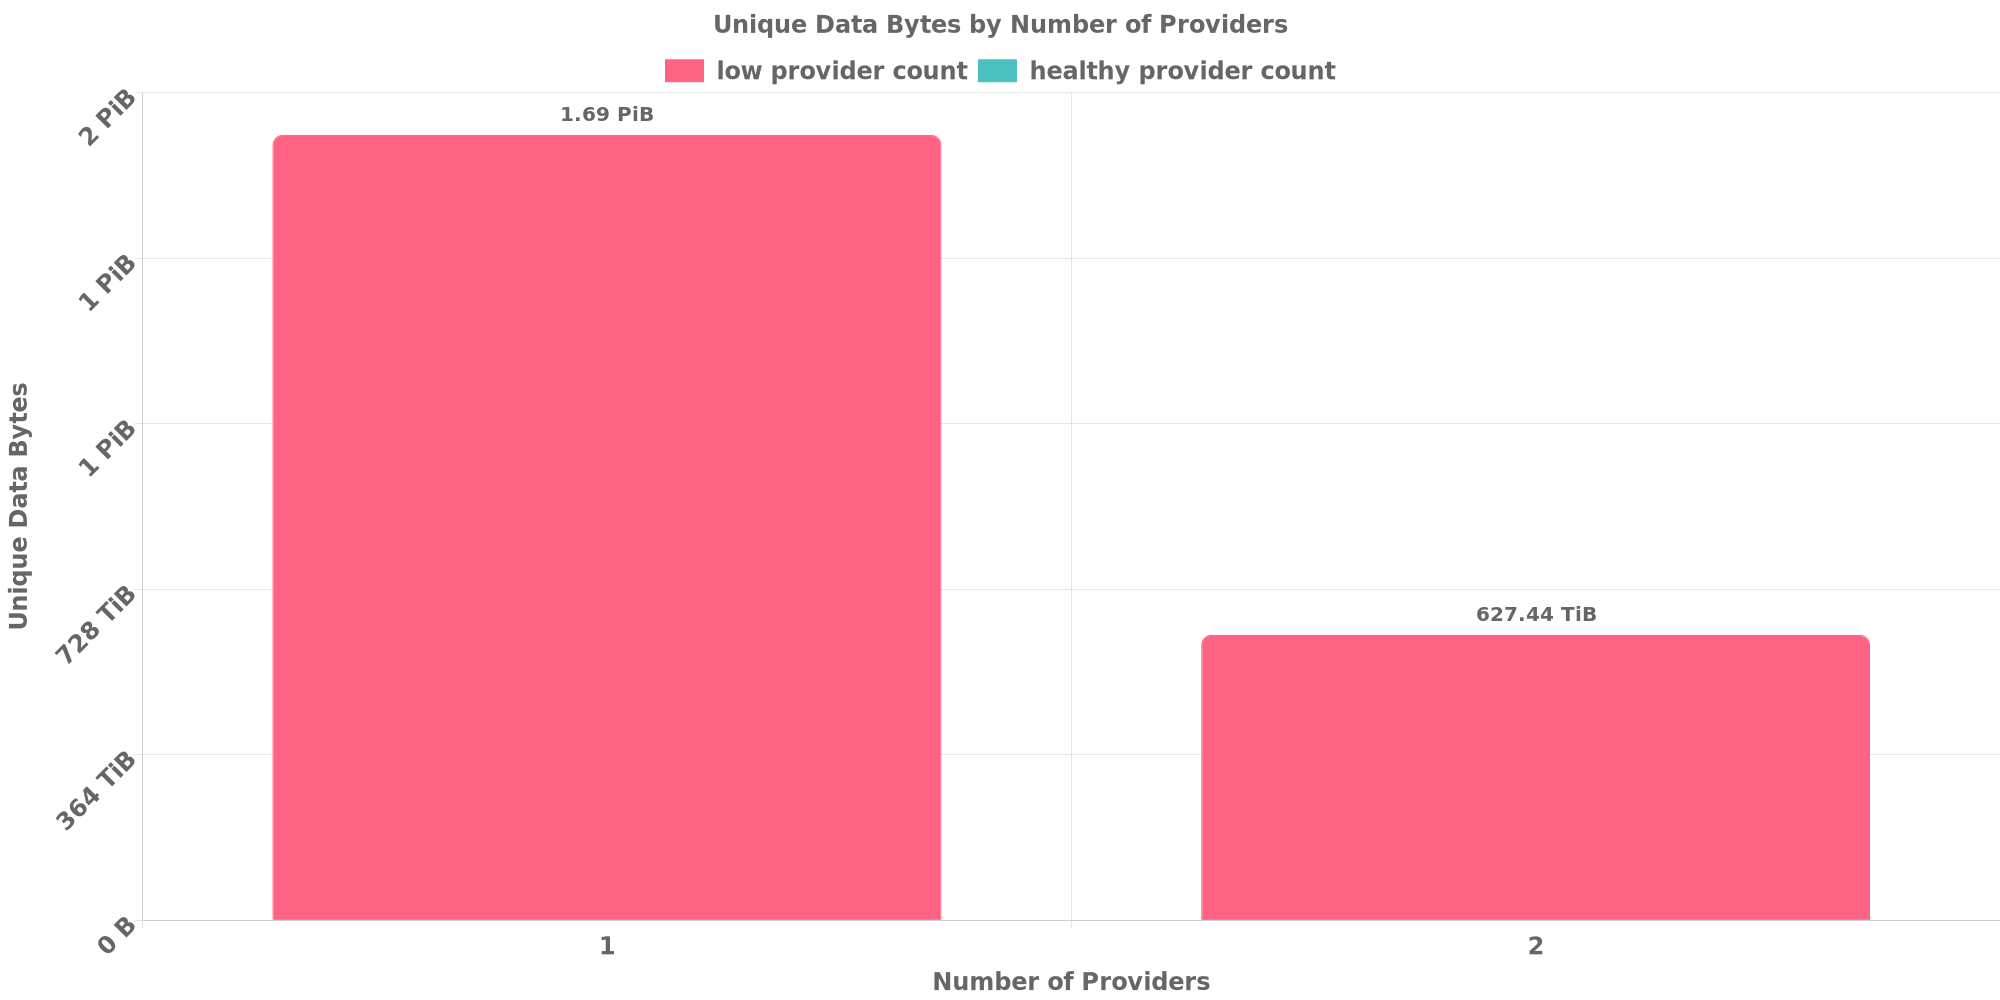 Unique Data Bytes by Number of Providers
low provider count healthy provider count
2 PiB
1 PiB
1 PiB
728 TiB
364 TiB
0 B
Unique Data Bytes
1.69 PiB
627.44 TiB
1 2
Number of Providers